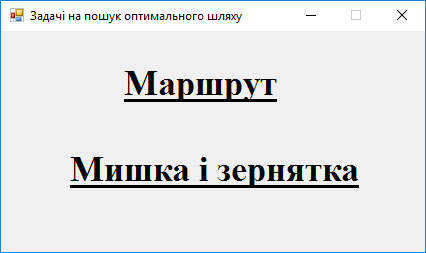 Задачі на пошук оптимального шляху
Маршрут
Мишка і зернятка